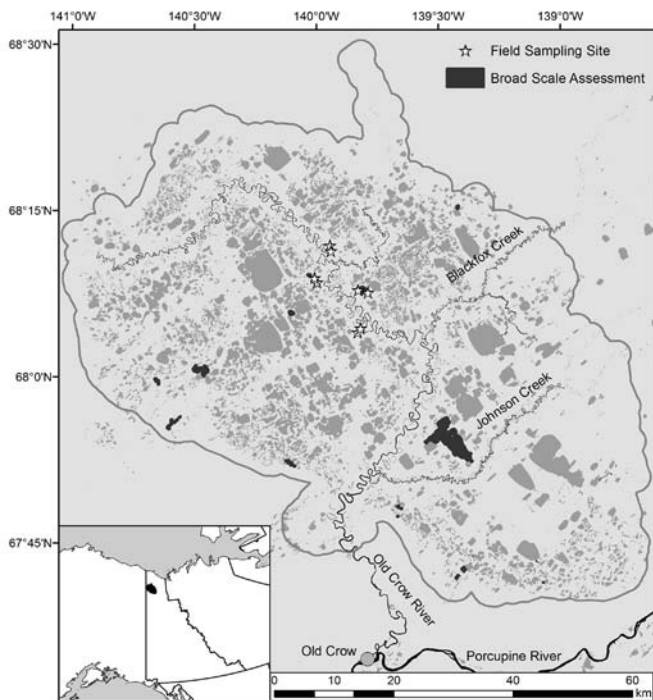 141°0'W 140°30'W 140°0'W 139°30'W 139°0'W
68°30'N
Field Sampling Site
Broad Scale Assessment
68°15'N
Blackfox Creek
68°0'N
Johnson Creek
67°45'N
Old Crow River
Old Crow
Porcupine River
0 10 20 40 60
km